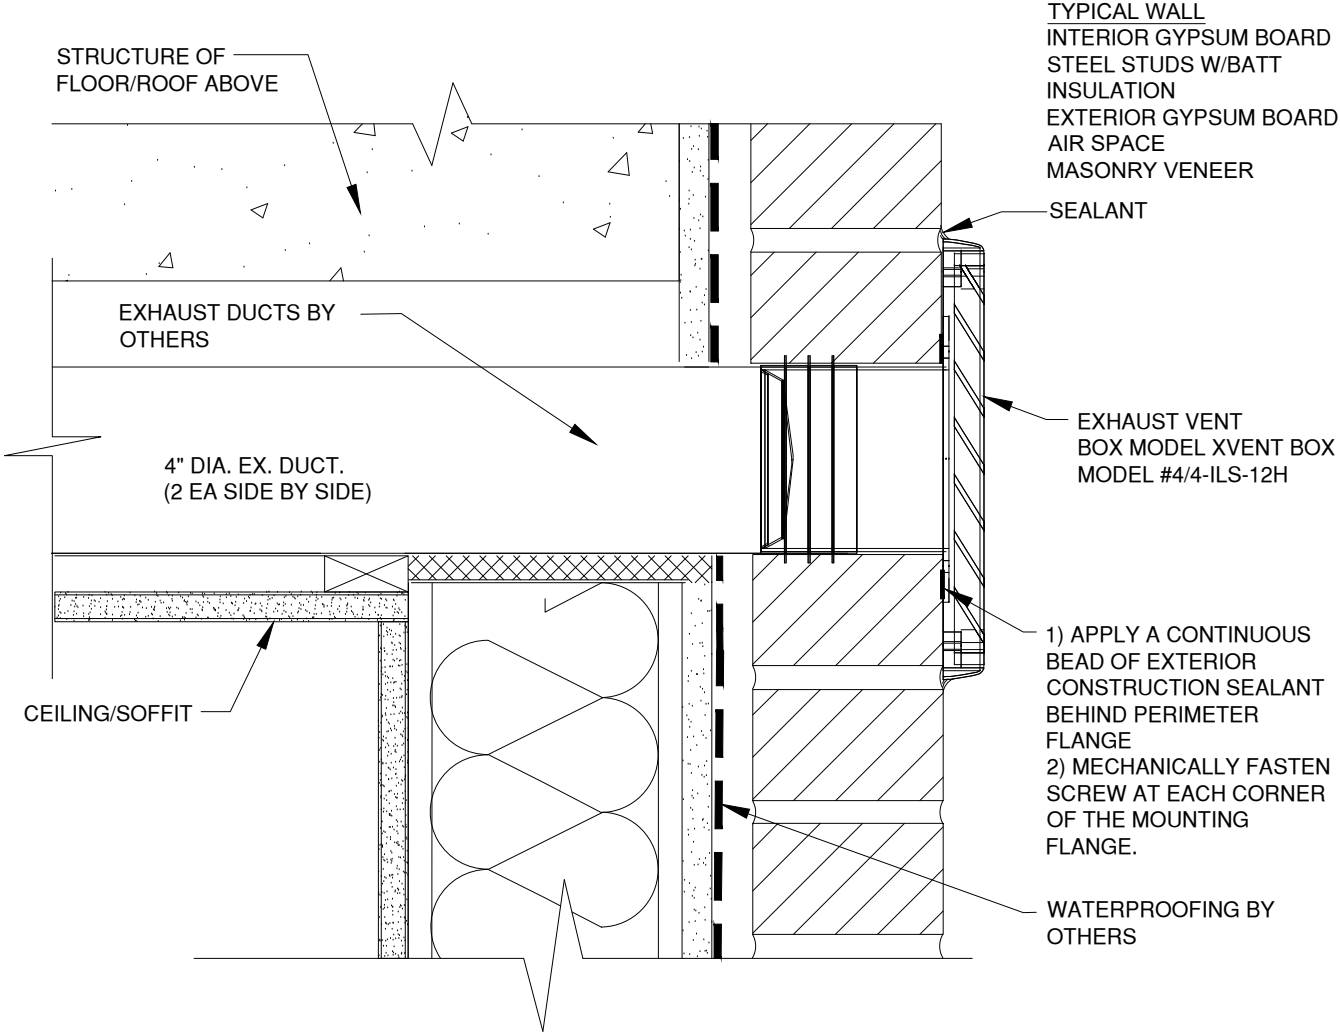 TYPICAL WALL
INTERIOR GYPSUM BOARD
STEEL STUDS W/BATT
INSULATION
EXTERIOR GYPSUM BOARD
AIR SPACE
MASONRY VENEER
STRUCTURE OF
FLOOR/ROOF ABOVE
SEALANT
EXHAUST DUCTS BY
OTHERS
EXHAUST VENT
BOX MODEL XVENT BOX
MODEL #4/4-ILS-12H
4" DIA. EX. DUCT.
(2 EA SIDE BY SIDE)
CEILING/SOFFIT
1) APPLY A CONTINUOUS
BEAD OF EXTERIOR
CONSTRUCTION SEALANT
BEHIND PERIMETER
FLANGE
2) MECHANICALLY FASTEN
SCREW AT EACH CORNER
OF THE MOUNTING
FLANGE.
WATERPROOFING BY
OTHERS